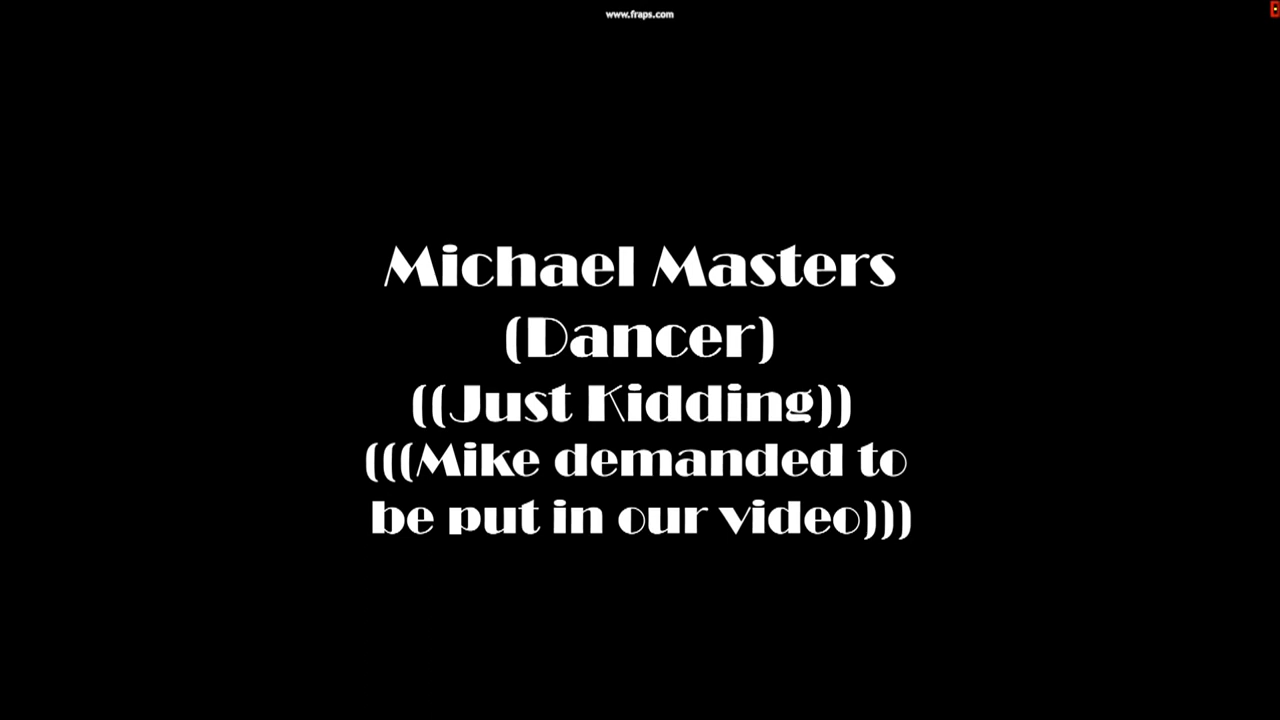 www.fraps.com
Michael Masters
(Dancer)
((Just Kidding))
(((Mike demanded to
be put in our video)))